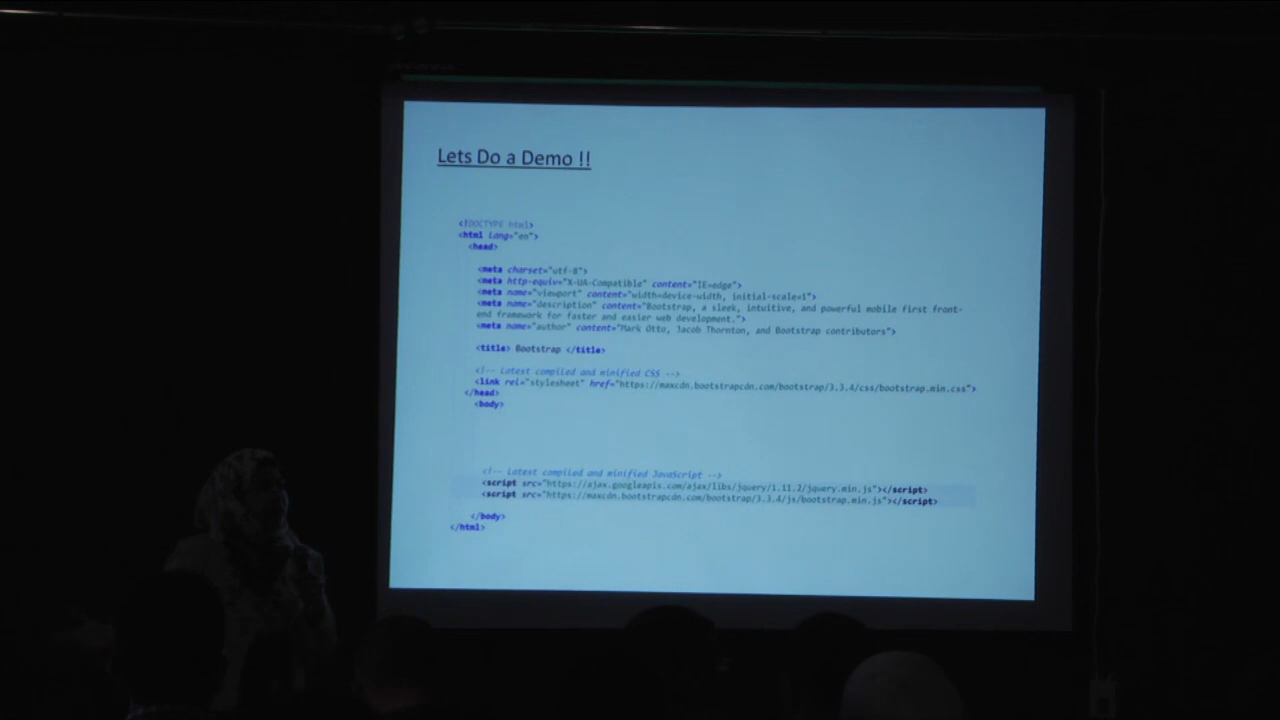 Lets Do a Demo !!
<!DOCTYPE html>
<html lang="en">
<head>
<meta charset="utf-8">
<meta http-equiv="X-UA-Compatible" content="IE=edge">
<meta name="viewport" content="width=device-width, initial-scale=1">
<meta name="description" content="Bootstrap, a sleek, intuitive, and powerful mobile first front-
end framework for faster and easier web development.">
<meta name="author" content="Mark Otto, Jacob Thornton, and Bootstrap contributors">
<title> Bootstrap </title>
<!-- Latest compiled and minified CSS -->
<link rel="stylesheet" href="https://maxcdn.bootstrapcdn.com/bootstrap/3.3.4/css/bootstrap.min.css">
</head>
<body>
<!-- Latest compiled and minified JavaScript -->
<script src="https://ajax.googleapis.com/ajax/libs/jquery/1.11.2/jquery.min.js"></script>
<script src="https://maxcdn.bootstrapcdn.com/bootstrap/3.3.4/js/bootstrap.min.js"></script>
</body>
</html>